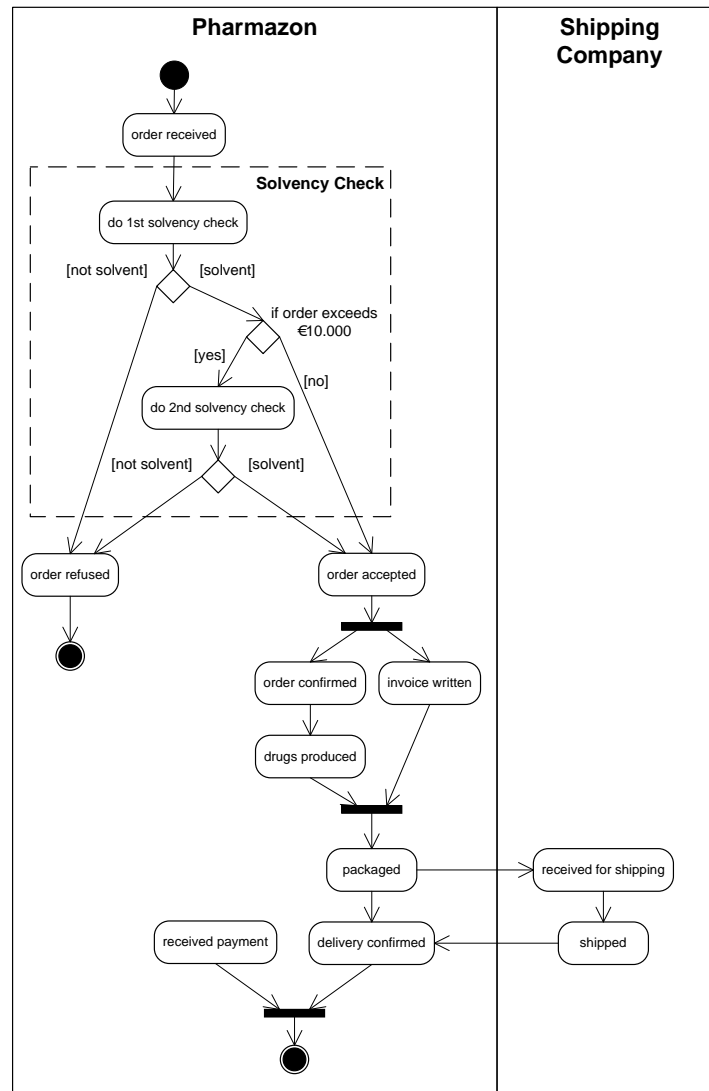 Pharmazon
Shipping
Company
order received
Solvency Check
do 1st solvency check
[not solvent]
[solvent]
if order exceeds
€10.000
[yes]
[no]
do 2nd solvency check
[not solvent]
[solvent]
order refused
order accepted
order confirmed
invoice written
drugs produced
packaged
received for shipping
received payment
delivery confirmed
shipped